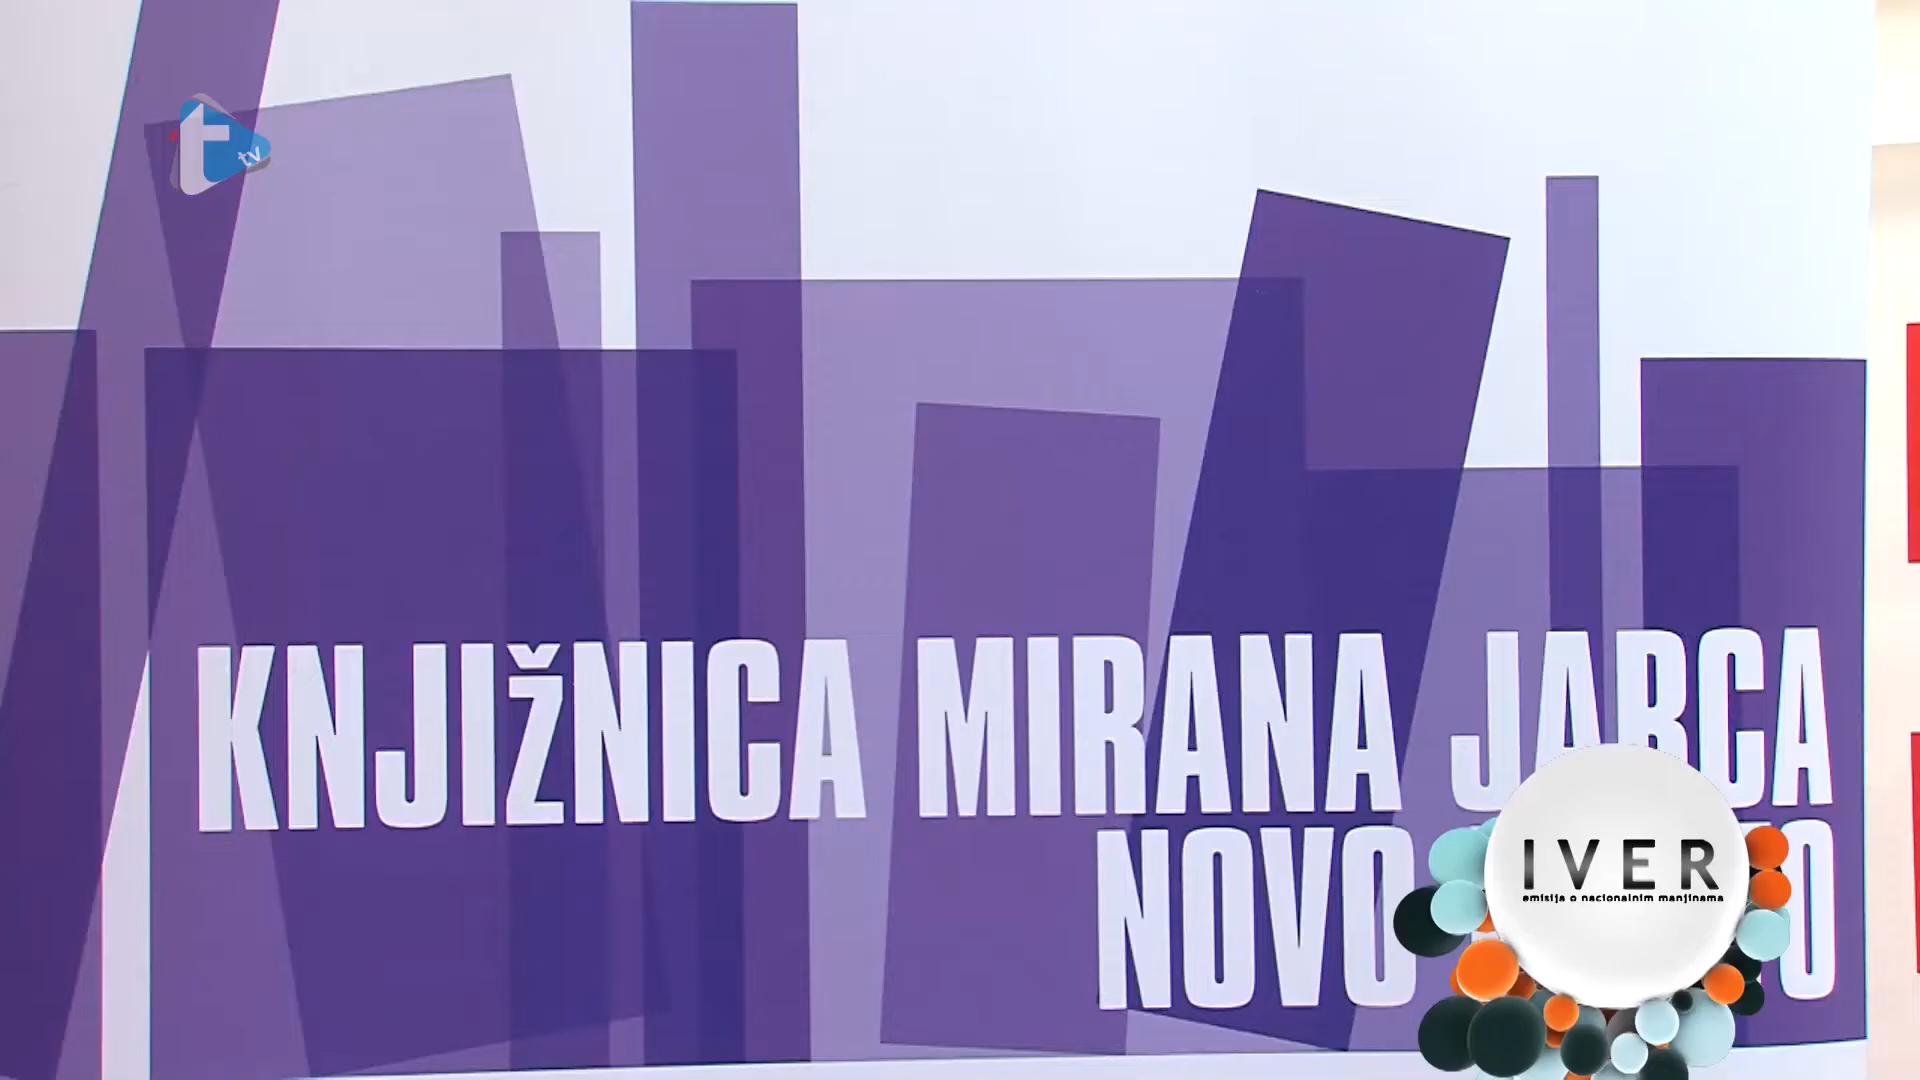 t tv
KNJIŽNICA MIRANA JARCA
NOVO
IVER
emisija o nacionalnim manjinama